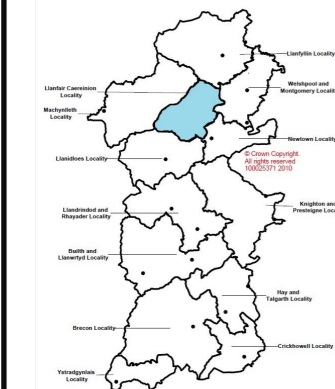 Llanfyllin Locality
Llanfair Caereinion
Locality
Welshpool and
Montgomery Localit
Machynlleth
Locality
Newtown Locality
© Crown Copyright.
All rights reserved
100025371 2010
Llanidloes Locality
Knighton and
Presteigne Loca
Llandrindod and
Rhayader Locality
Builth and
Llanwrtyd Locality
Hay and
Talgarth Locality
Brecon Locality
Crickhowell Locality
Ystradgynlais
Locality